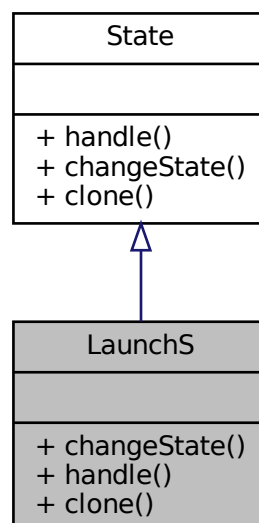 State
+ handle()
+ changeState()
+ clone()
LaunchS
+ changeState()
+ handle()
+ clone()